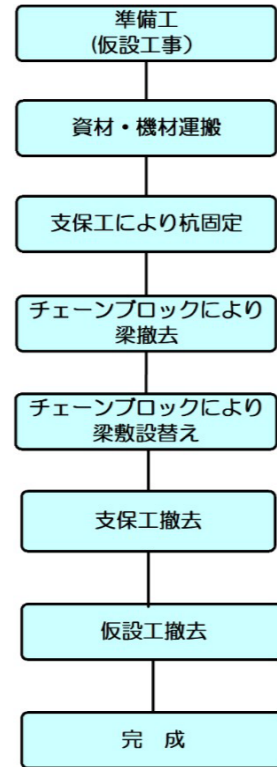 準備工
(仮設工事）
資材・機材運搬
支保工により杭固定
チェーンブロックにより
梁撤去
チェーンブロックにより
梁敷設替え
支保工撤去
仮設工撤去
完　成